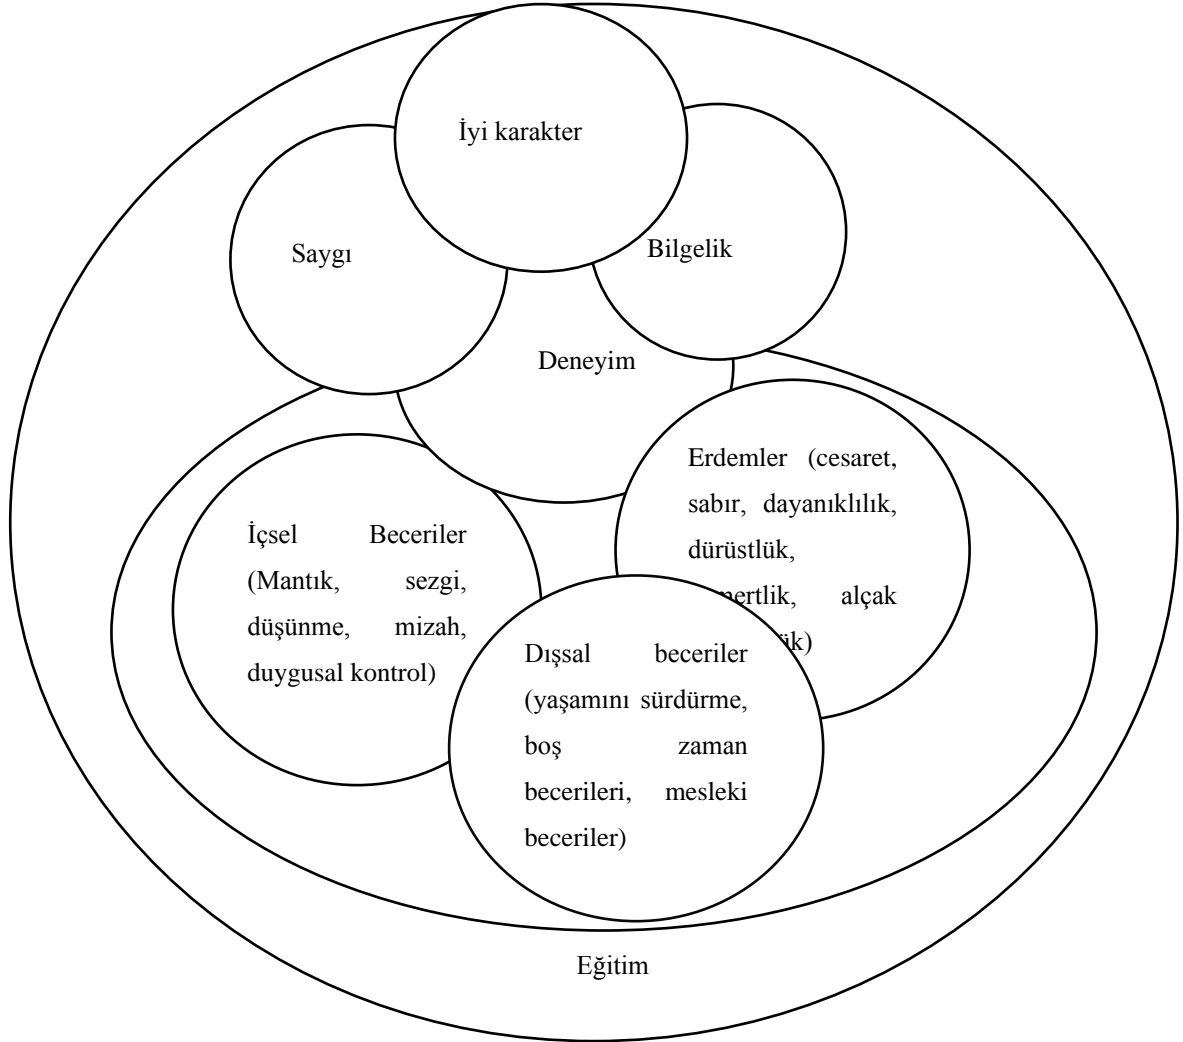 İyi karakter
Saygı
Bilgelik
Deneyim
Erdemler (cesaret,
sabır, dayanıklılık,
dürüstlük,
alçak
İçsel Beceriler
(Mantık, sezgi,
düşünme, mizah,
duygusal kontrol)
Dışsal beceriler
(yaşamını sürdürme,
boş zaman
becerileri, mesleki
beceriler)
Eğitim